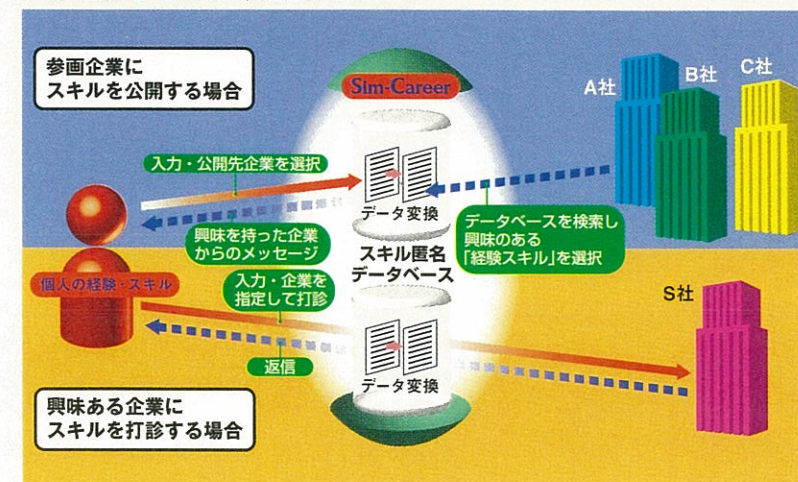 参画企業に
スキルを公開する場合
Sim-Career
A社
B社
C社
入力・公開先企業を選択
データ変換
興味を持った企業
からのメッセージ
データベースを検索し
興味のある
「経験スキル」を選択
スキル匿名
データベース
個人の経験・スキル
入力・企業を
指定して打診
S社
返信
データ変換
興味ある企業に
スキルを打診する場合